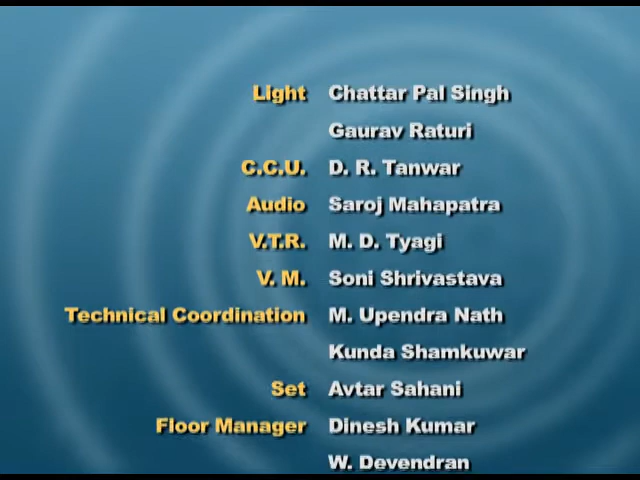 Light Chattar Pal Singh
Gaurav Raturi
C.C.U. D. R. Tanwar
Audio Saroj Mahapatra
V.T.R. M. D. Tyagi
V. M. Soni Shrivastava
Technical Coordination M. Upendra Nath
Kunda Shamkuwar
Set Avtar Sahani
Floor Manager Dinesh Kumar
W. Devendran